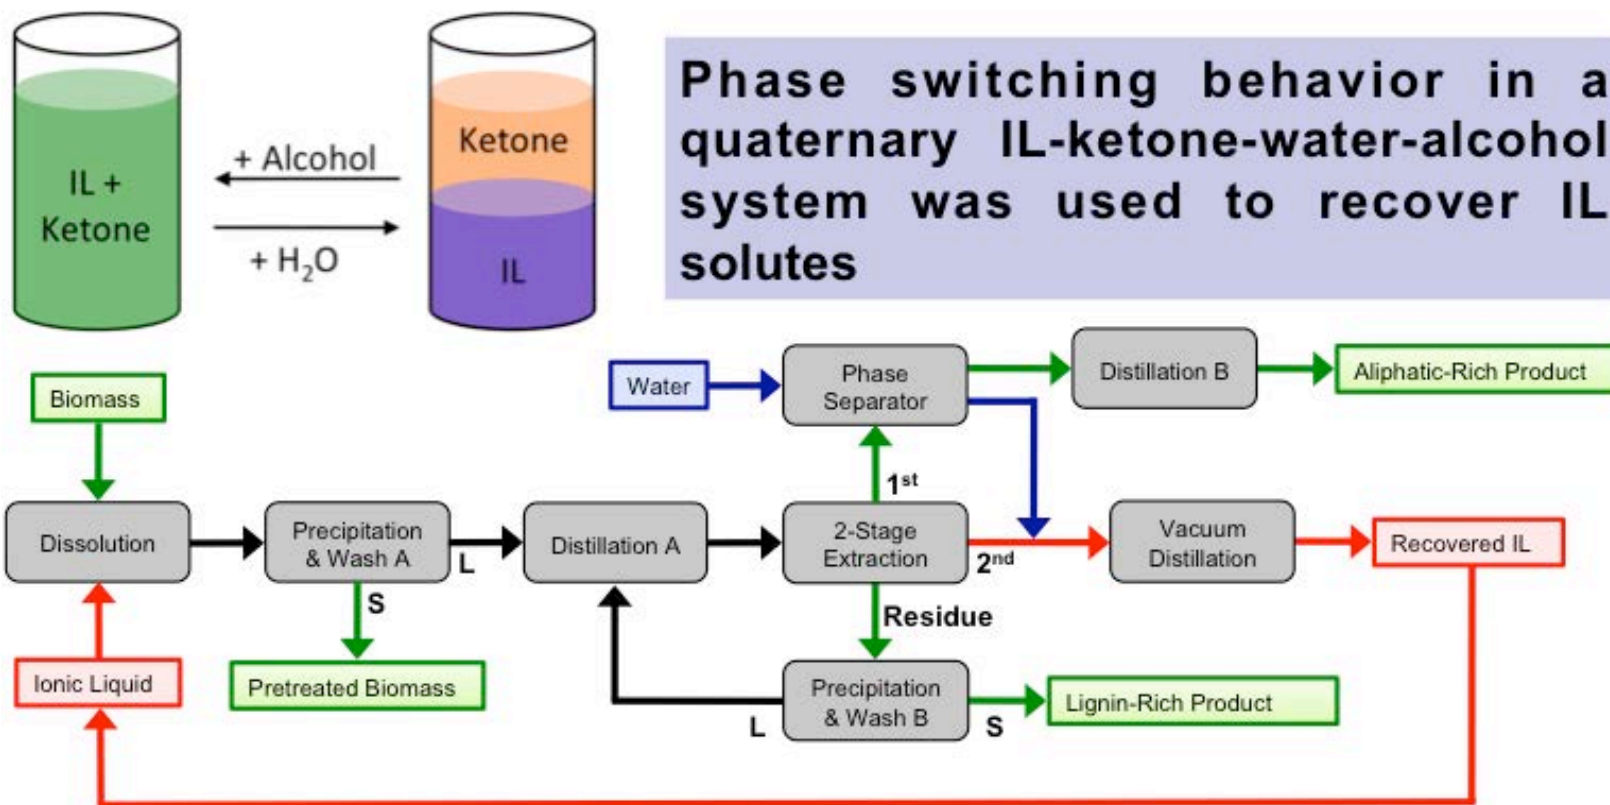 IL +
Ketone
+ Alcohol
+ H₂O
Ketone
IL
Phase switching behavior in a
quaternary IL-ketone-water-alcohol
system was used to recover IL
solutes
Biomass
Water
Phase
Separator
Distillation B
Aliphatic-Rich Product
1st
Dissolution
Precipitation
& Wash A
L
S
Distillation A
2-Stage
Extraction
2nd
Vacuum
Distillation
Recovered IL
Residue
Ionic Liquid
Pretreated Biomass
Precipitation
& Wash B
L
S
Lignin-Rich Product